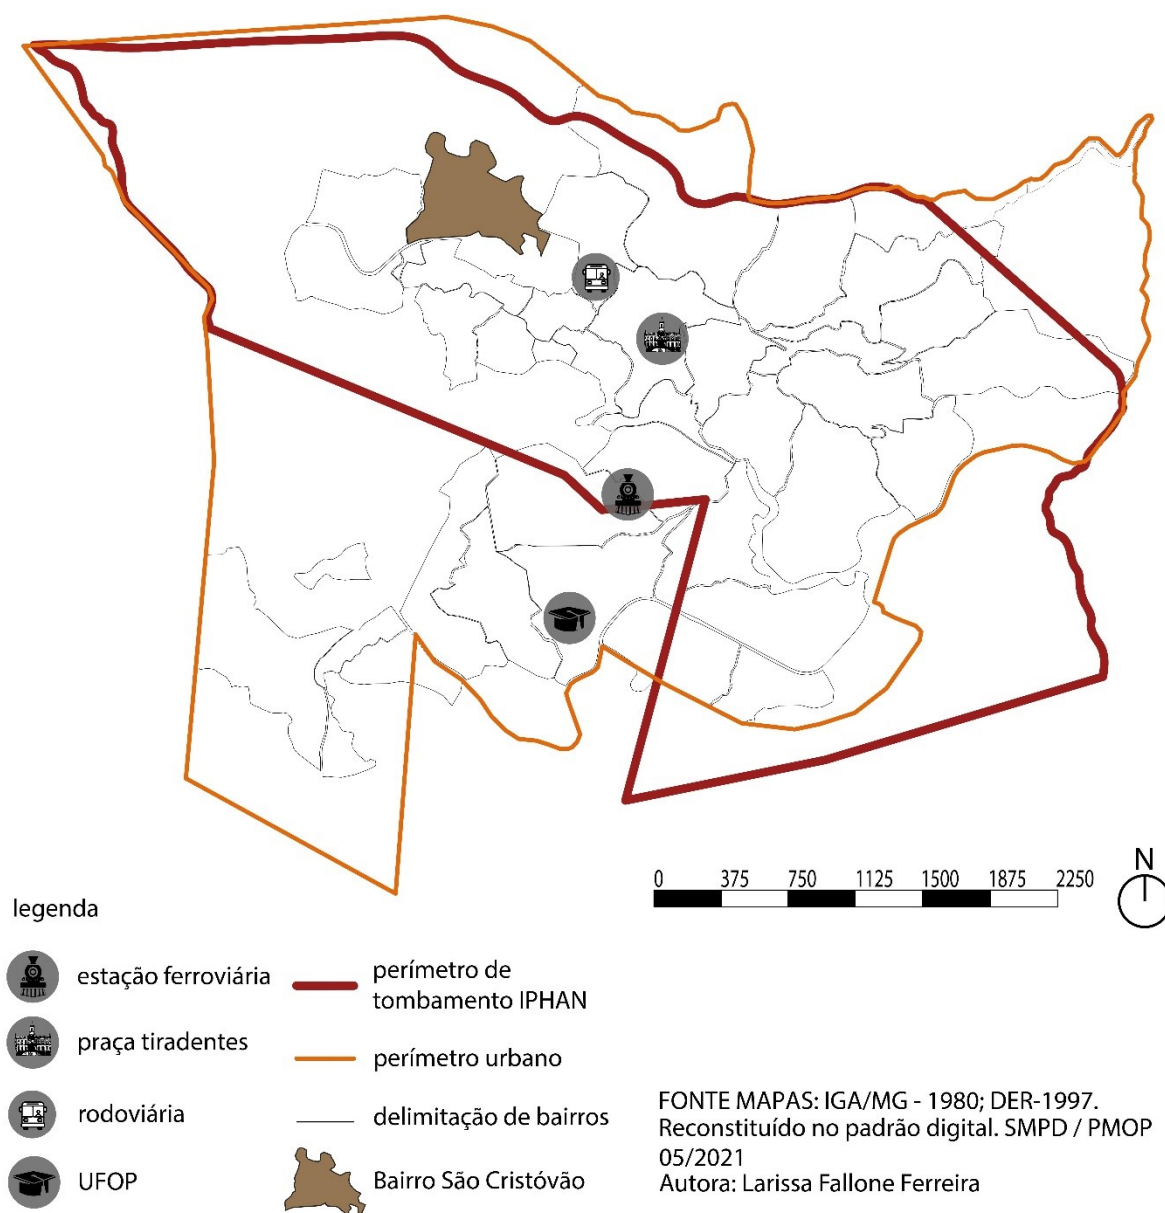 0 375 750 1125 1500 1875 2250
N
legenda
estação ferroviária
praça tiradentes
rodoviária
UFOP
perímetro de
tombamento IPHAN
perímetro urbano
delimitação de bairros
Bairro São Cristóvão
FONTE MAPAS: IGA/MG - 1980; DER-1997.
Reconstituído no padrão digital. SMPD / PMOP
05/2021
Autora: Larissa Fallone Ferreira